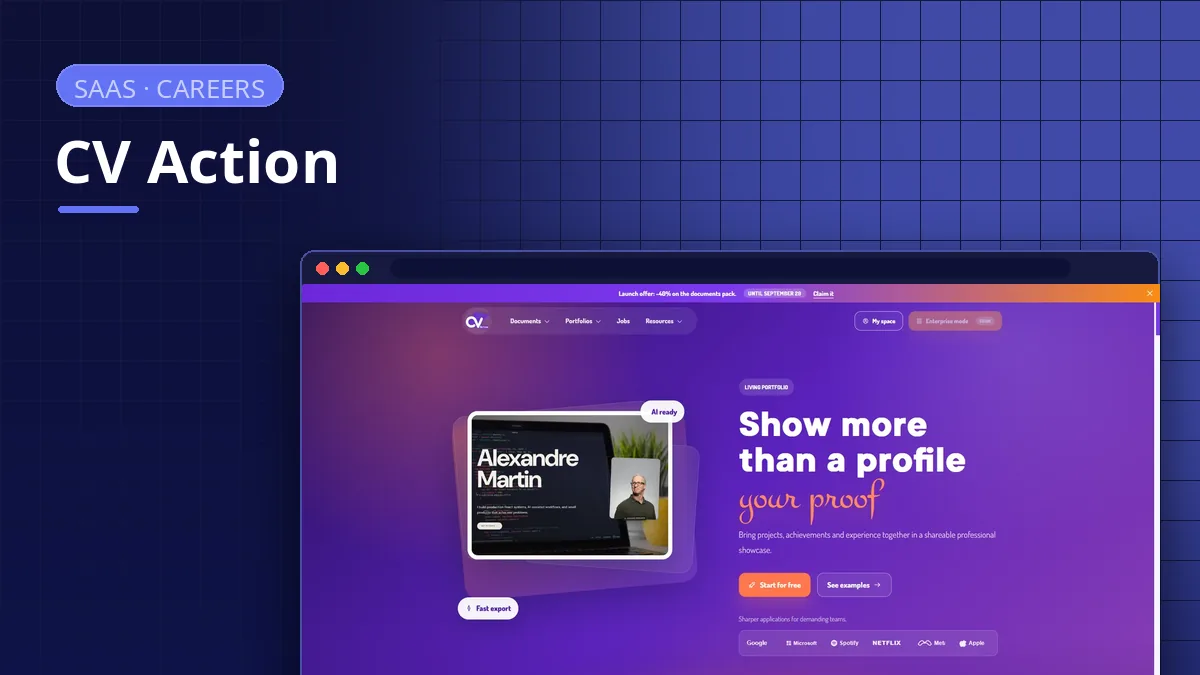 SAAS · CAREERS
CV Action
Launch offer: -40% on the documents pack. UNTIL SEPTEMBER 29 Claim it
CV Documents Portfolios Jobs Resources My space Enterprise mode
LIVING PORTFOLIO
Show more
than a profile
your proof
Bring projects, achievements and experience together in a shareable professional
showcase.
Start for free See examples →
Sharper applications for demanding teams.
Google Microsoft Spotify NETFLIX Meta Apple
AI ready
Alexandre
Martin
Fast export